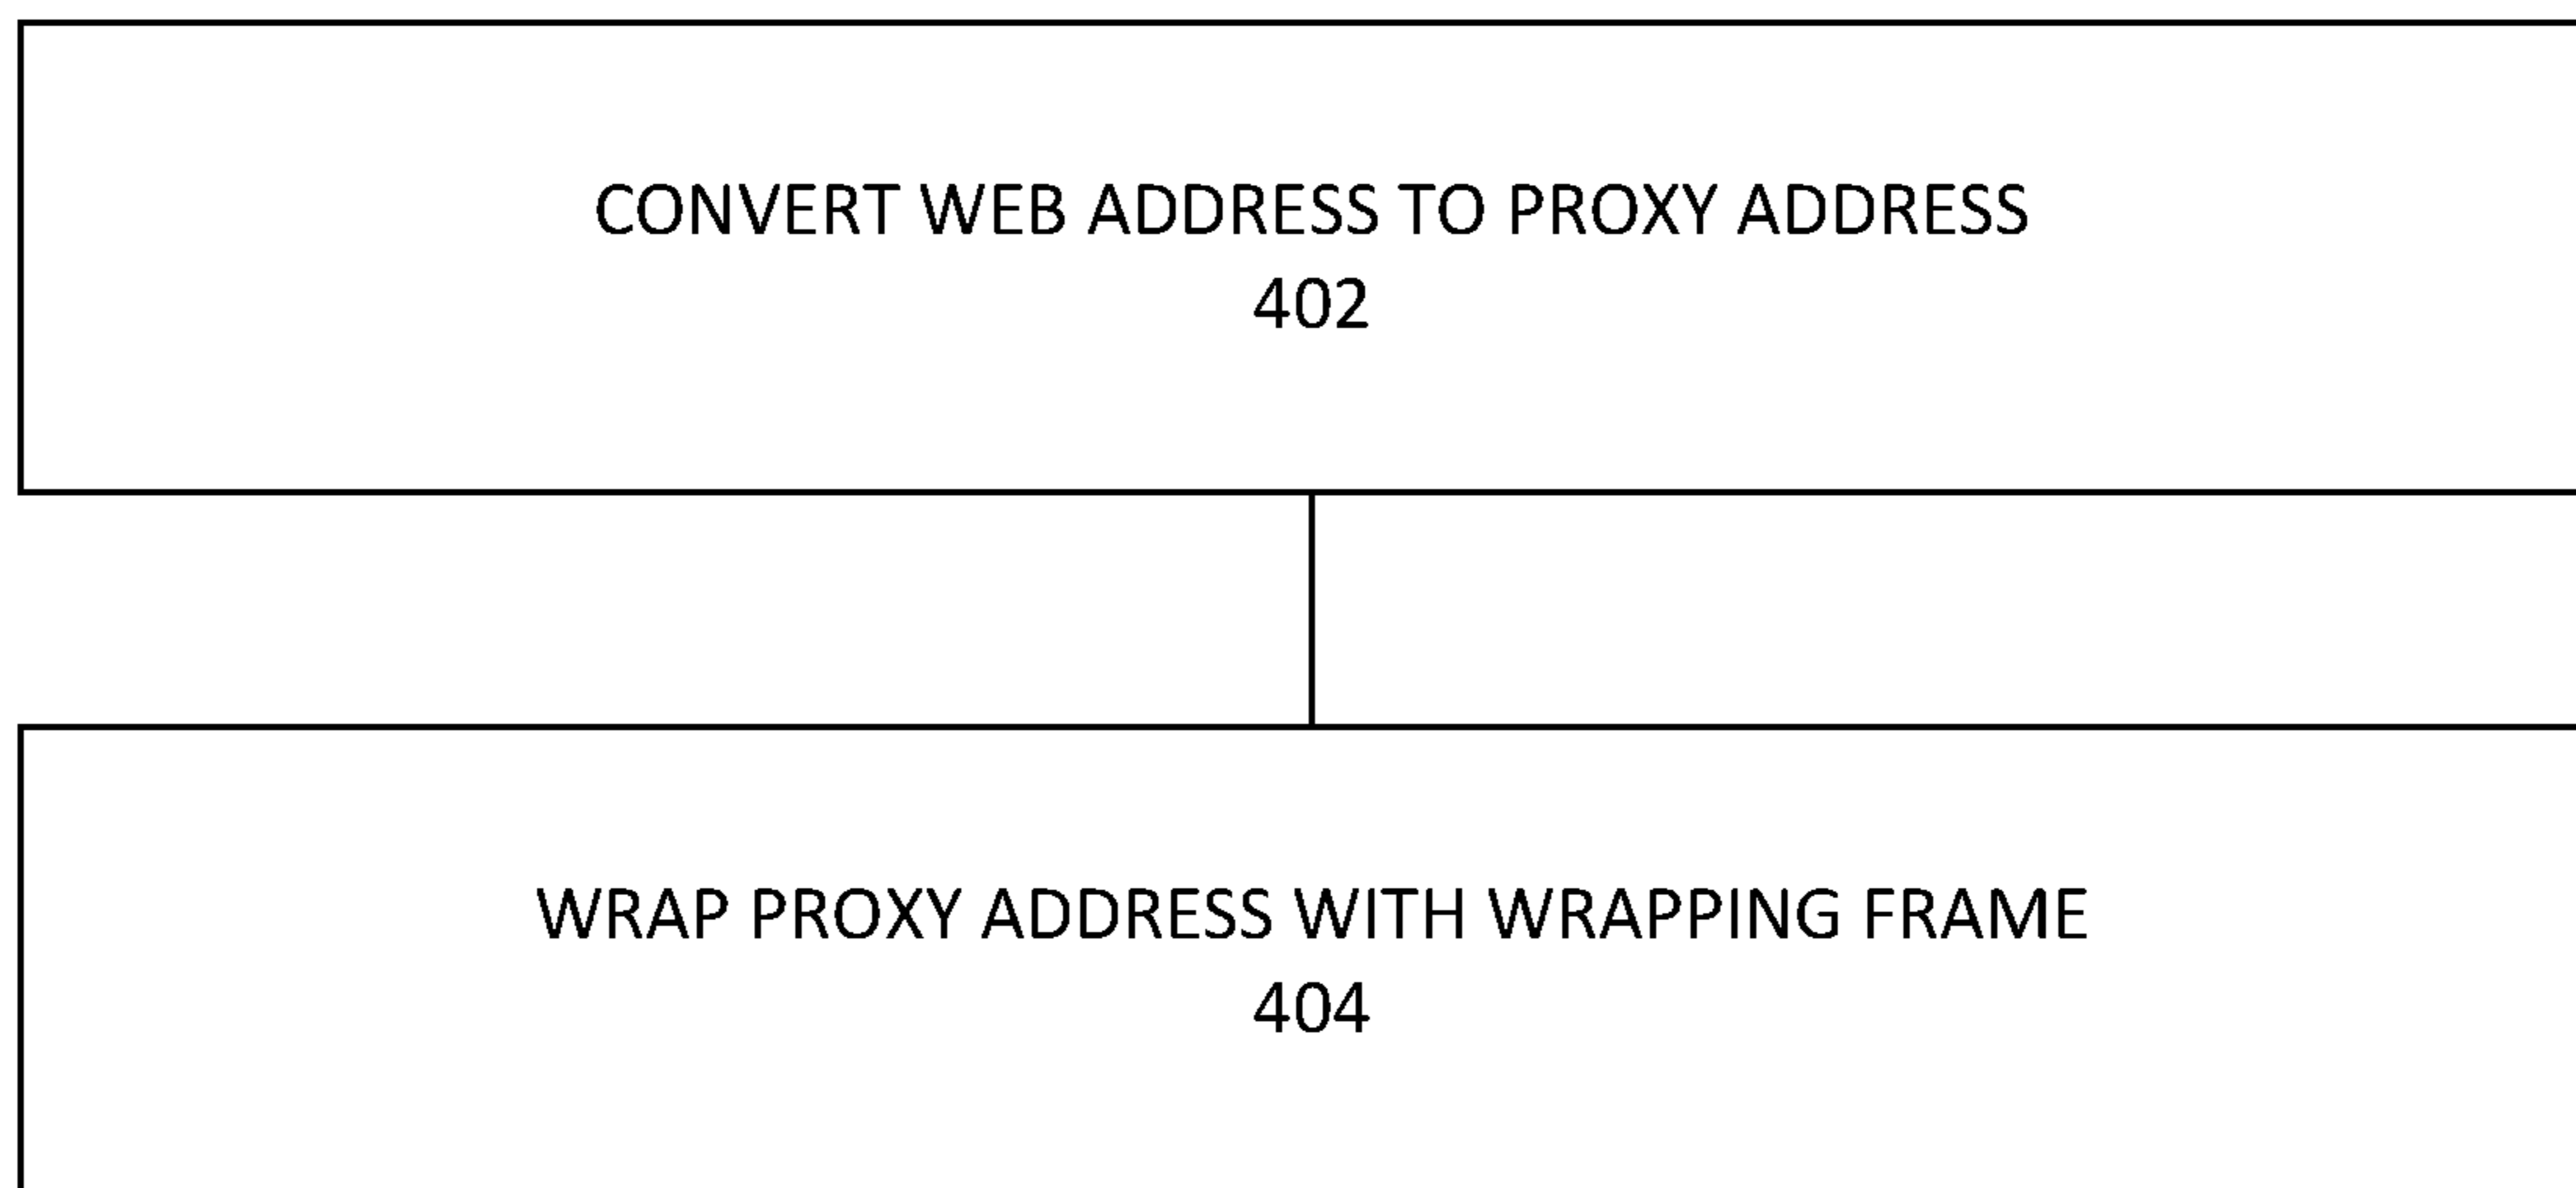 CONVERT WEB ADDRESS TO PROXY ADDRESS
402
WRAP PROXY ADDRESS WITH WRAPPING FRAME
404